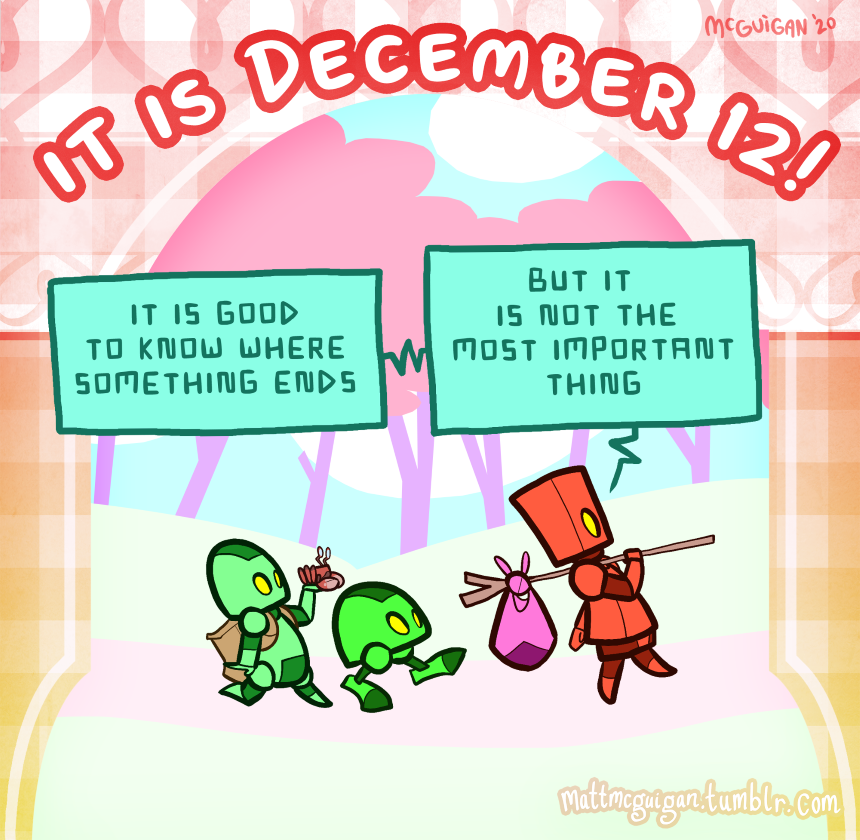 McGuigan '20
It is December 12!
It is good
to know where
something ends
But it
is not the
most important
thing
mattmcguigan.tumblr.com